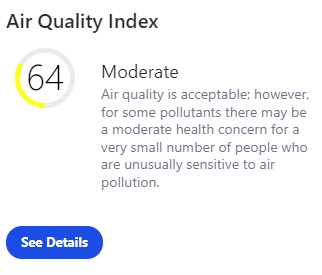 Air Quality Index
64
Moderate
Air quality is acceptable; however,
for some pollutants there may be
a moderate health concern for a
very small number of people who
are unusually sensitive to air
pollution.
See Details